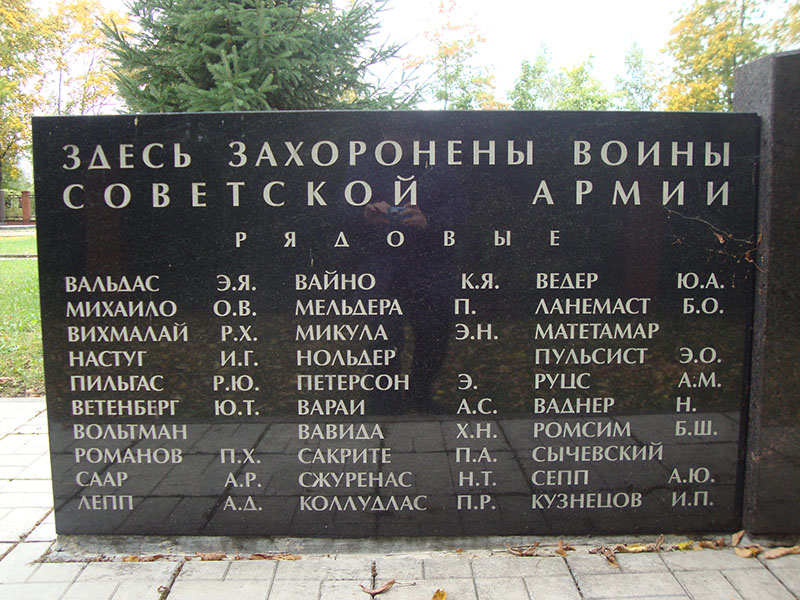 ЗДЕСЬ ЗАХОРОНЕНЫ ВОИНЫ
СОВЕТСКОЙ АРМИИ
РЯДОВЫЕ
ВАЛЬДАС Э.Я. ВАЙНО К.Я. ВЕДЕР Ю.А.
МИХАИЛО О.В. МЕЛЬДЕРА П. ЛАНЕМАСТ Б.О.
ВИХМАЛАЙ Р.Х. МИКУЛА Э.Н. МАТЕТАМАР
НАСТУГ И.Г. НОЛЬДЕР ПУЛЬСИСТ Э.О.
ПИЛЬГАС Р.Ю. ПЕТЕРСОН Э. РУЦС А.М.
ВЕТЕНБЕРГ Ю.Т. ВАРАИ А.С. ВАДНЕР Н.
ВОЛЬТМАН ВАВИДА Х.Н. РОМСИМ Б.Ш.
РОМАНОВ П.Х. САКРИТЕ П.А. СЫЧЕВСКИЙ
СААР А.Р. СЖУРЕНАС Н.Т. СЕПП А.Ю.
ЛЕПП А.Д. КОЛЛУДЛАС П.Р. КУЗНЕЦОВ И.П.